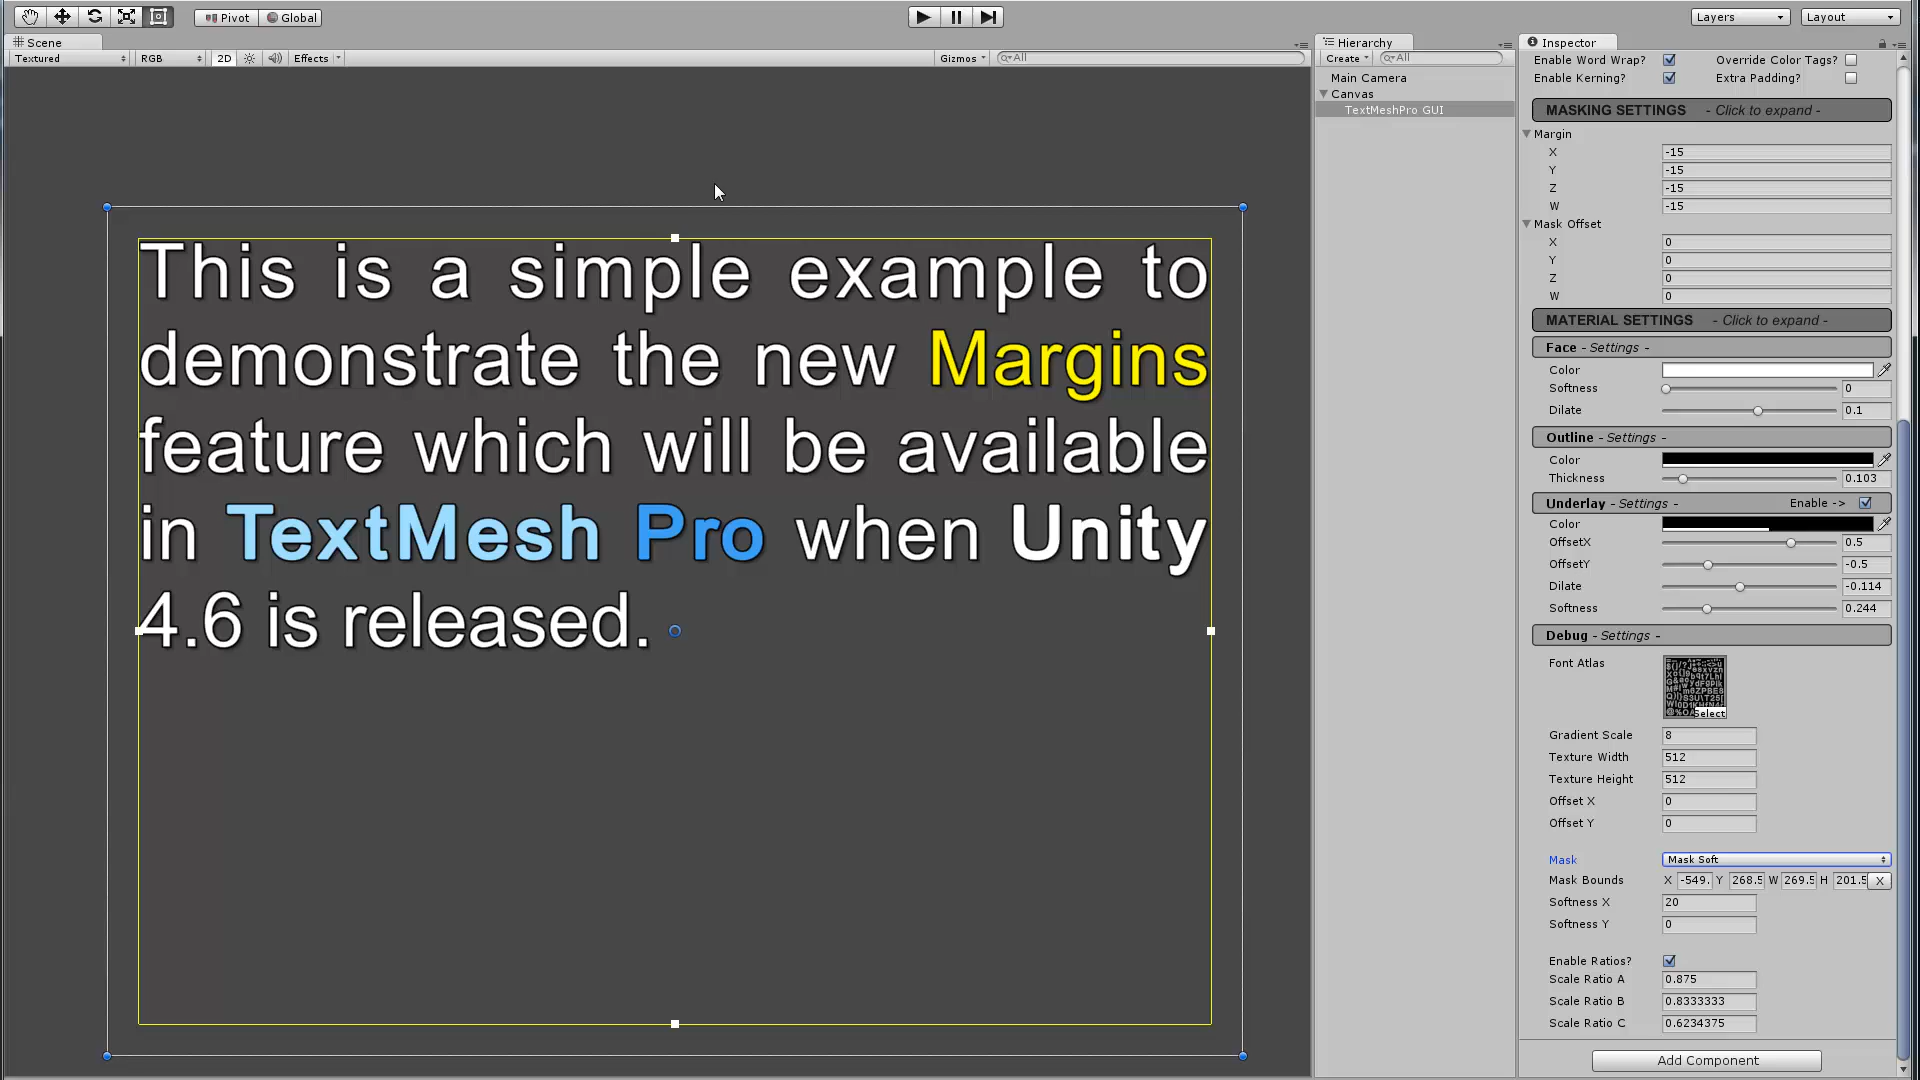 Pivot Global Layers Layout
Scene
Textured RGB 2D Effects Gizmos All
This is a simple example to
demonstrate the new Margins
feature which will be available
in TextMesh Pro when Unity
4.6 is released.
Hierarchy
Create All
Main Camera
Canvas
TextMeshPro GUI
Inspector
Enable Word Wrap? Override Color Tags?
Enable Kerning? Extra Padding?
MASKING SETTINGS - Click to expand -
Margin
X -15
Y -15
Z -15
W -15
Mask Offset
X 0
Y 0
Z 0
W 0
MATERIAL SETTINGS - Click to expand -
Face - Settings -
Color
Softness 0
Dilate 0.1
Outline - Settings -
Color
Thickness 0.103
Underlay - Settings - Enable ->
Color
OffsetX 0.5
OffsetY -0.5
Dilate -0.114
Softness 0.244
Debug - Settings -
Font Atlas
Select
Gradient Scale 8
Texture Width 512
Texture Height 512
Offset X 0
Offset Y 0
Mask Mask Soft
Mask Bounds X -549. Y 268.5 W 269.5 H 201.5 X
Softness X 20
Softness Y 0
Enable Ratios?
Scale Ratio A 0.875
Scale Ratio B 0.8333333
Scale Ratio C 0.6234375
Add Component